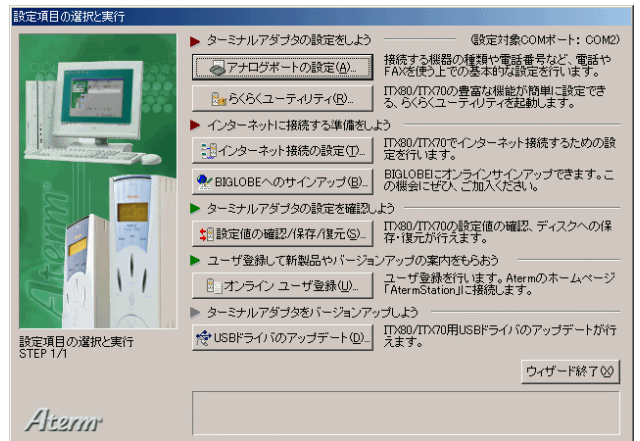 設定項目の選択と実行
ターミナルアダプタの設定をしよう
(設定対象COMポート: COM2)
アナログポートの設定(A)...
接続する機器の種類や電話番号など、電話や
FAXを使う上での基本的な設定を行います。
らくらくユーティリティ(R)...
ITX80/ITX70の豊富な機能が簡単に設定でき
る、らくらくユーティリティを起動します。
インターネットに接続する準備をしよう
インターネット接続の設定(T)...
ITX80/ITX70でインターネット接続するための設
定を行います。
BIGLOBEへのサインアップ(B)...
BIGLOBEにオンラインサインアップできます。こ
の機会にぜひ、ご加入ください。
ターミナルアダプタの設定を確認しよう
設定値の確認/保存/復元(S)...
ITX80/ITX70の設定値の確認、ディスクへの保
存・復元が行えます。
ユーザ登録して新製品やバージョンアップの案内をもらおう
オンライン ユーザ登録(U)...
ユーザ登録を行います。Atermのホームページ
「AtermStation」に接続します。
ターミナルアダプタをバージョンアップしよう
USBドライバのアップデート(D)...
ITX80/ITX70用USBドライバのアップデートが行
えます。
Aterm
設定項目の選択と実行
STEP 1/1
ウィザード終了(X)
Aterm